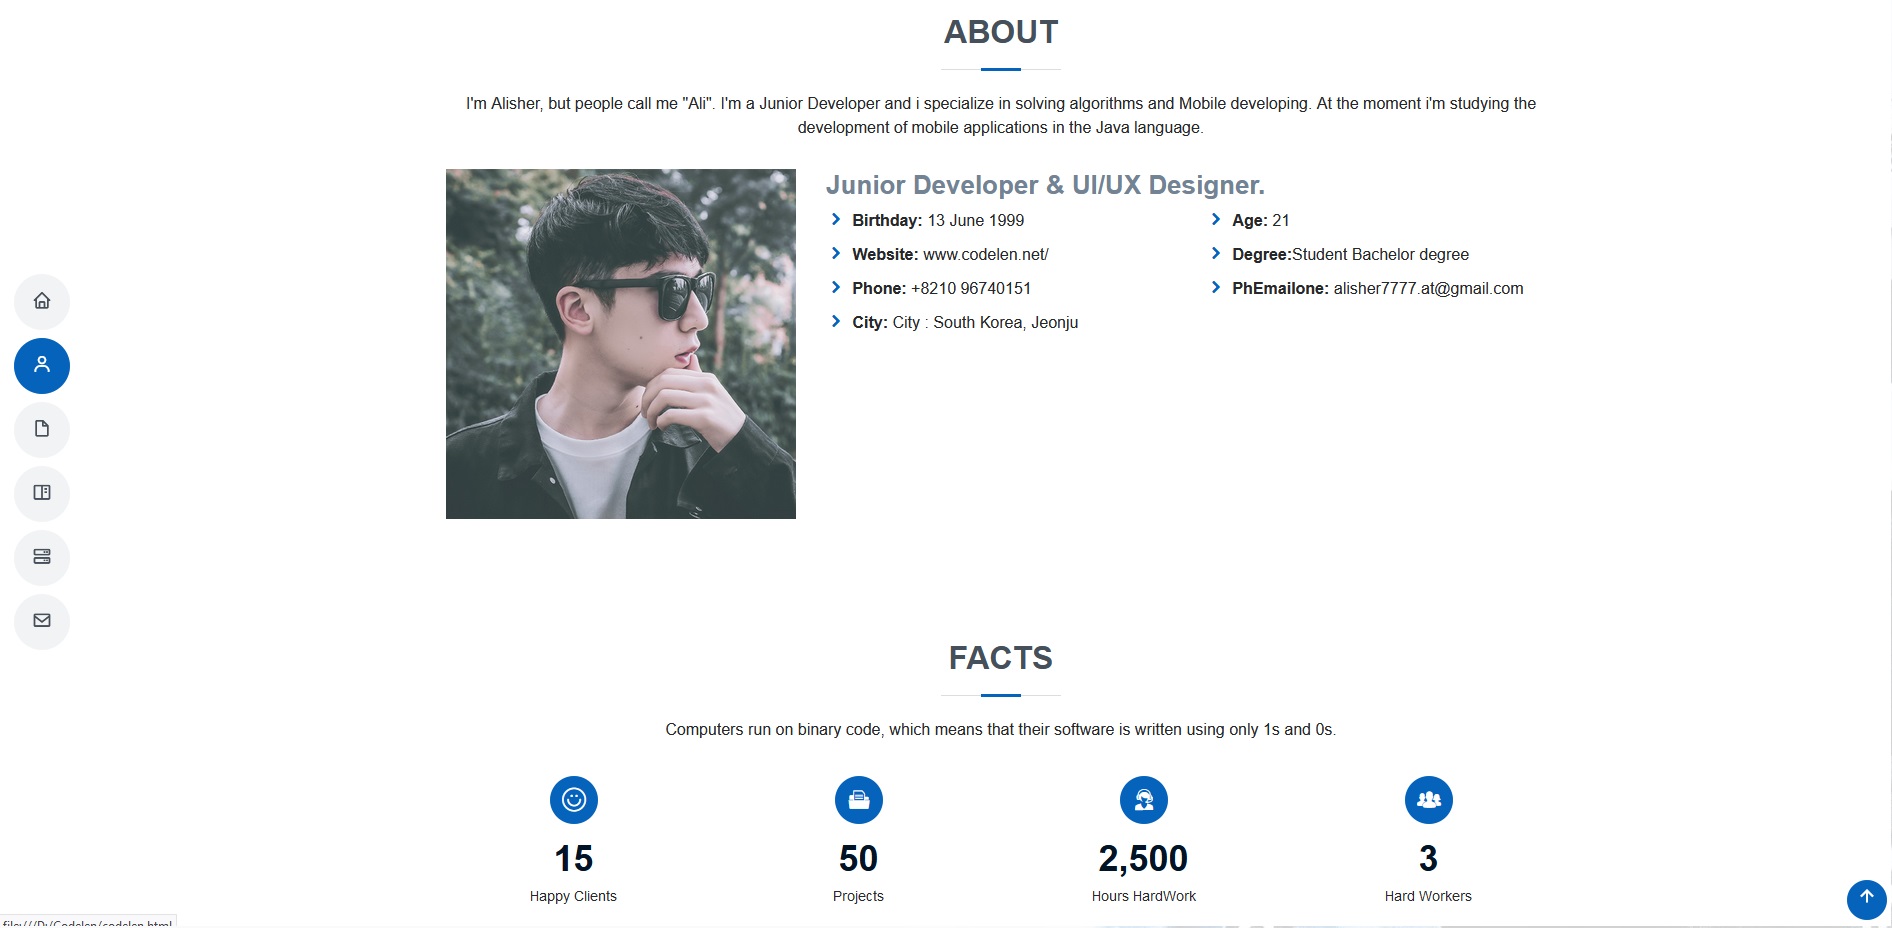 ABOUT
I'm Alisher, but people call me "Ali". I'm a Junior Developer and i specialize in solving algorithms and Mobile developing. At the moment i'm studying the
development of mobile applications in the Java language.
Junior Developer & UI/UX Designer.
Birthday: 13 June 1999
Age: 21
Website: www.codelen.net/
Degree:Student Bachelor degree
Phone: +8210 96740151
PhEmailone: alisher7777.at@gmail.com
City: City : South Korea, Jeonju
FACTS
Computers run on binary code, which means that their software is written using only 1s and 0s.
15
Happy Clients
50
Projects
2,500
Hours HardWork
3
Hard Workers
file:///D:/Codelen/codelen.html